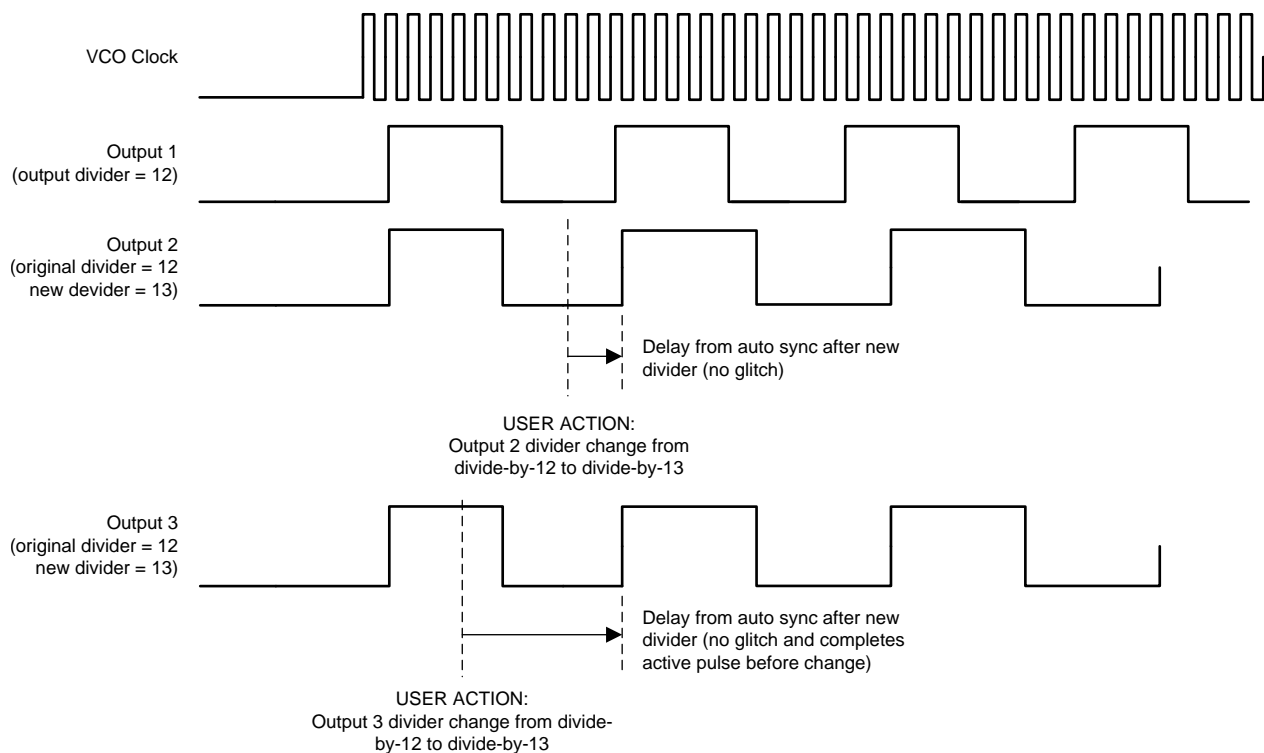 VCO Clock
Output 1
(output divider = 12)
Output 2
(original divider = 12
new devider = 13)
Delay from auto sync after new
divider (no glitch)
USER ACTION:
Output 2 divider change from
divide-by-12 to divide-by-13
Output 3
(original divider = 12
new divider = 13)
Delay from auto sync after new
divider (no glitch and completes
active pulse before change)
USER ACTION:
Output 3 divider change from divide-
by-12 to divide-by-13